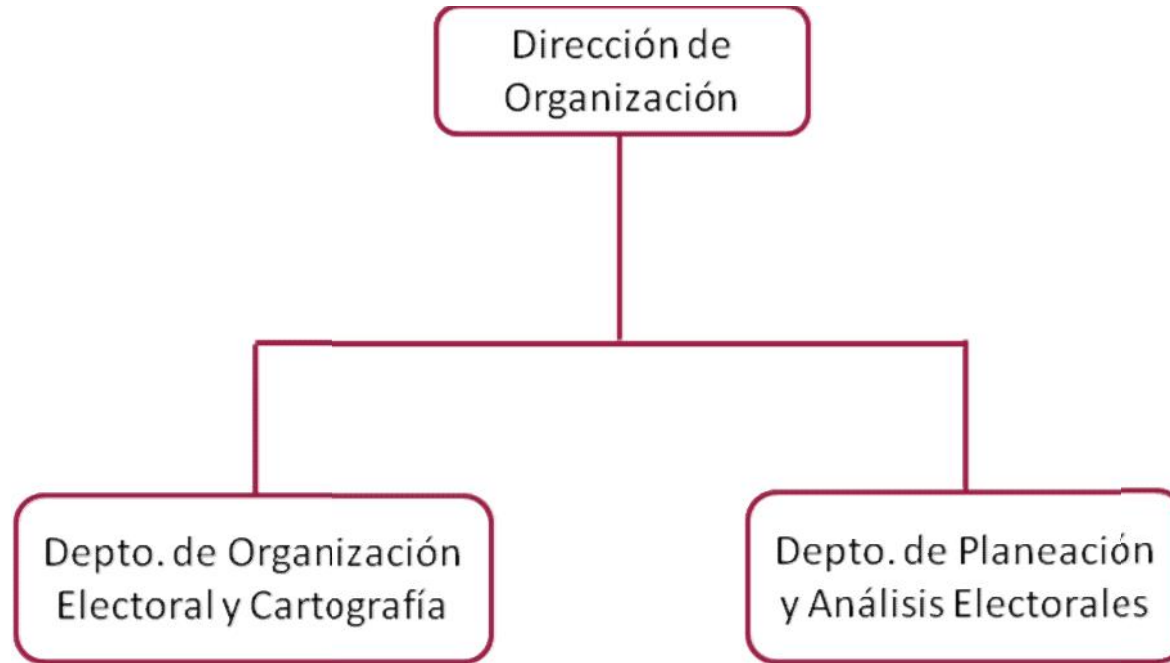 Dirección de
Organización
Depto. de Organización
Electoral y Cartografía
Depto. de Planeación
y Análisis Electorales